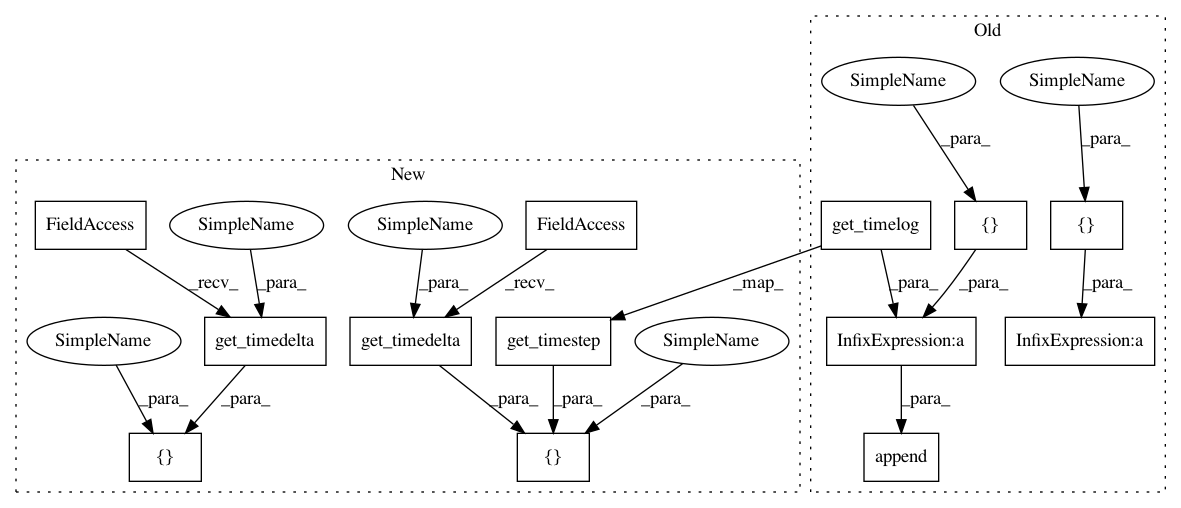 Old
SimpleName
SimpleName
_para_
_para_
New
FieldAccess
SimpleName
SimpleName
FieldAccess
get_timelog
{}
{}
_recv_
_para_
_para_
_recv_
_map_
_para_
_para_
_para_
SimpleName
get_timedelta
get_timedelta
get_timestep
SimpleName
InfixExpression:a
InfixExpression:a
_para_
_para_
_para_
_para_
_para_
_para_
{}
{}
append